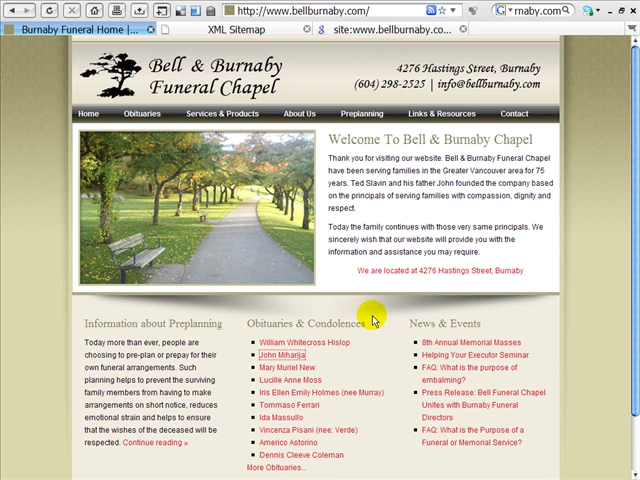 http://www.bellburnaby.com/
rnaby.com
Burnaby Funeral Home |...
XML Sitemap
site:www.bellburnaby.co...
Bell & Burnaby
Funeral Chapel
4276 Hastings Street, Burnaby
(604) 298-2525 | info@bellburnaby.com
Home Obituaries Services & Products About Us Preplanning Links & Resources Contact
Welcome To Bell & Burnaby Chapel
Thank you for visiting our website. Bell & Burnaby Funeral Chapel
have been serving families in the Greater Vancouver area for 75
years. Ted Slavin and his father John founded the company based
on the principals of serving families with compassion, dignity and
respect.
Today the family continues with those very same principals. We
sincerely wish that our website will provide you with the
information and assistance you may require.
We are located at 4276 Hastings Street, Burnaby
Information about Preplanning
Today more than ever, people are
choosing to pre-plan or prepay for their
own funeral arrangements. Such
planning helps to prevent the surviving
family members from having to make
arrangements on short notice, reduces
emotional strain and helps to ensure
that the wishes of the deceased will be
respected. Continue reading »
Obituaries & Condolences
William Whitecross Hislop
John Miharija
Mary Muriel New
Lucille Anne Moss
Iris Ellen Emily Holmes (nee Murray)
Tommaso Ferrari
Ida Massullo
Vincenza Pisani (nee: Verde)
Americo Astorino
Dennis Cleeve Coleman
More Obituaries...
News & Events
8th Annual Memorial Masses
Helping Your Executor Seminar
FAQ: What is the purpose of
embalming?
Press Release: Bell Funeral Chapel
Unites with Burnaby Funeral
Directors
FAQ: What is the Purpose of a
Funeral or Memorial Service?